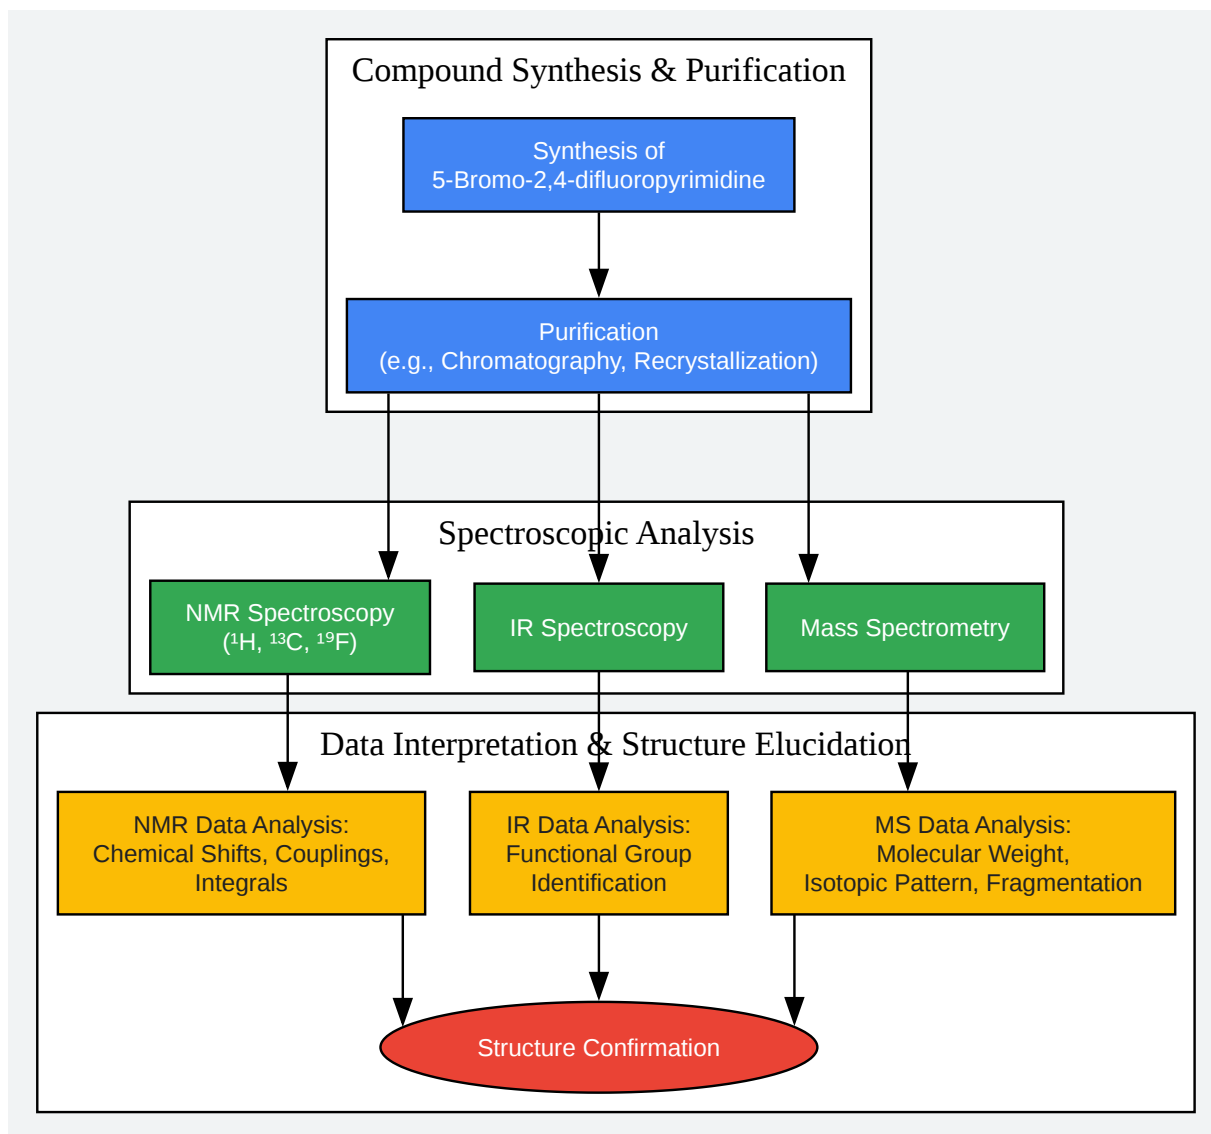 Compound Synthesis & Purification
Synthesis of
5-Bromo-2,4-difluoropyrimidine
Purification
(e.g., Chromatography, Recrystallization)
Spectroscopic Analysis
NMR Spectroscopy
(¹H, ¹³C, ¹⁹F)
IR Spectroscopy
Mass Spectrometry
Data Interpretation & Structure Elucidation
NMR Data Analysis:
Chemical Shifts, Couplings,
Integrals
IR Data Analysis:
Functional Group
Identification
MS Data Analysis:
Molecular Weight,
Isotopic Pattern, Fragmentation
Structure Confirmation